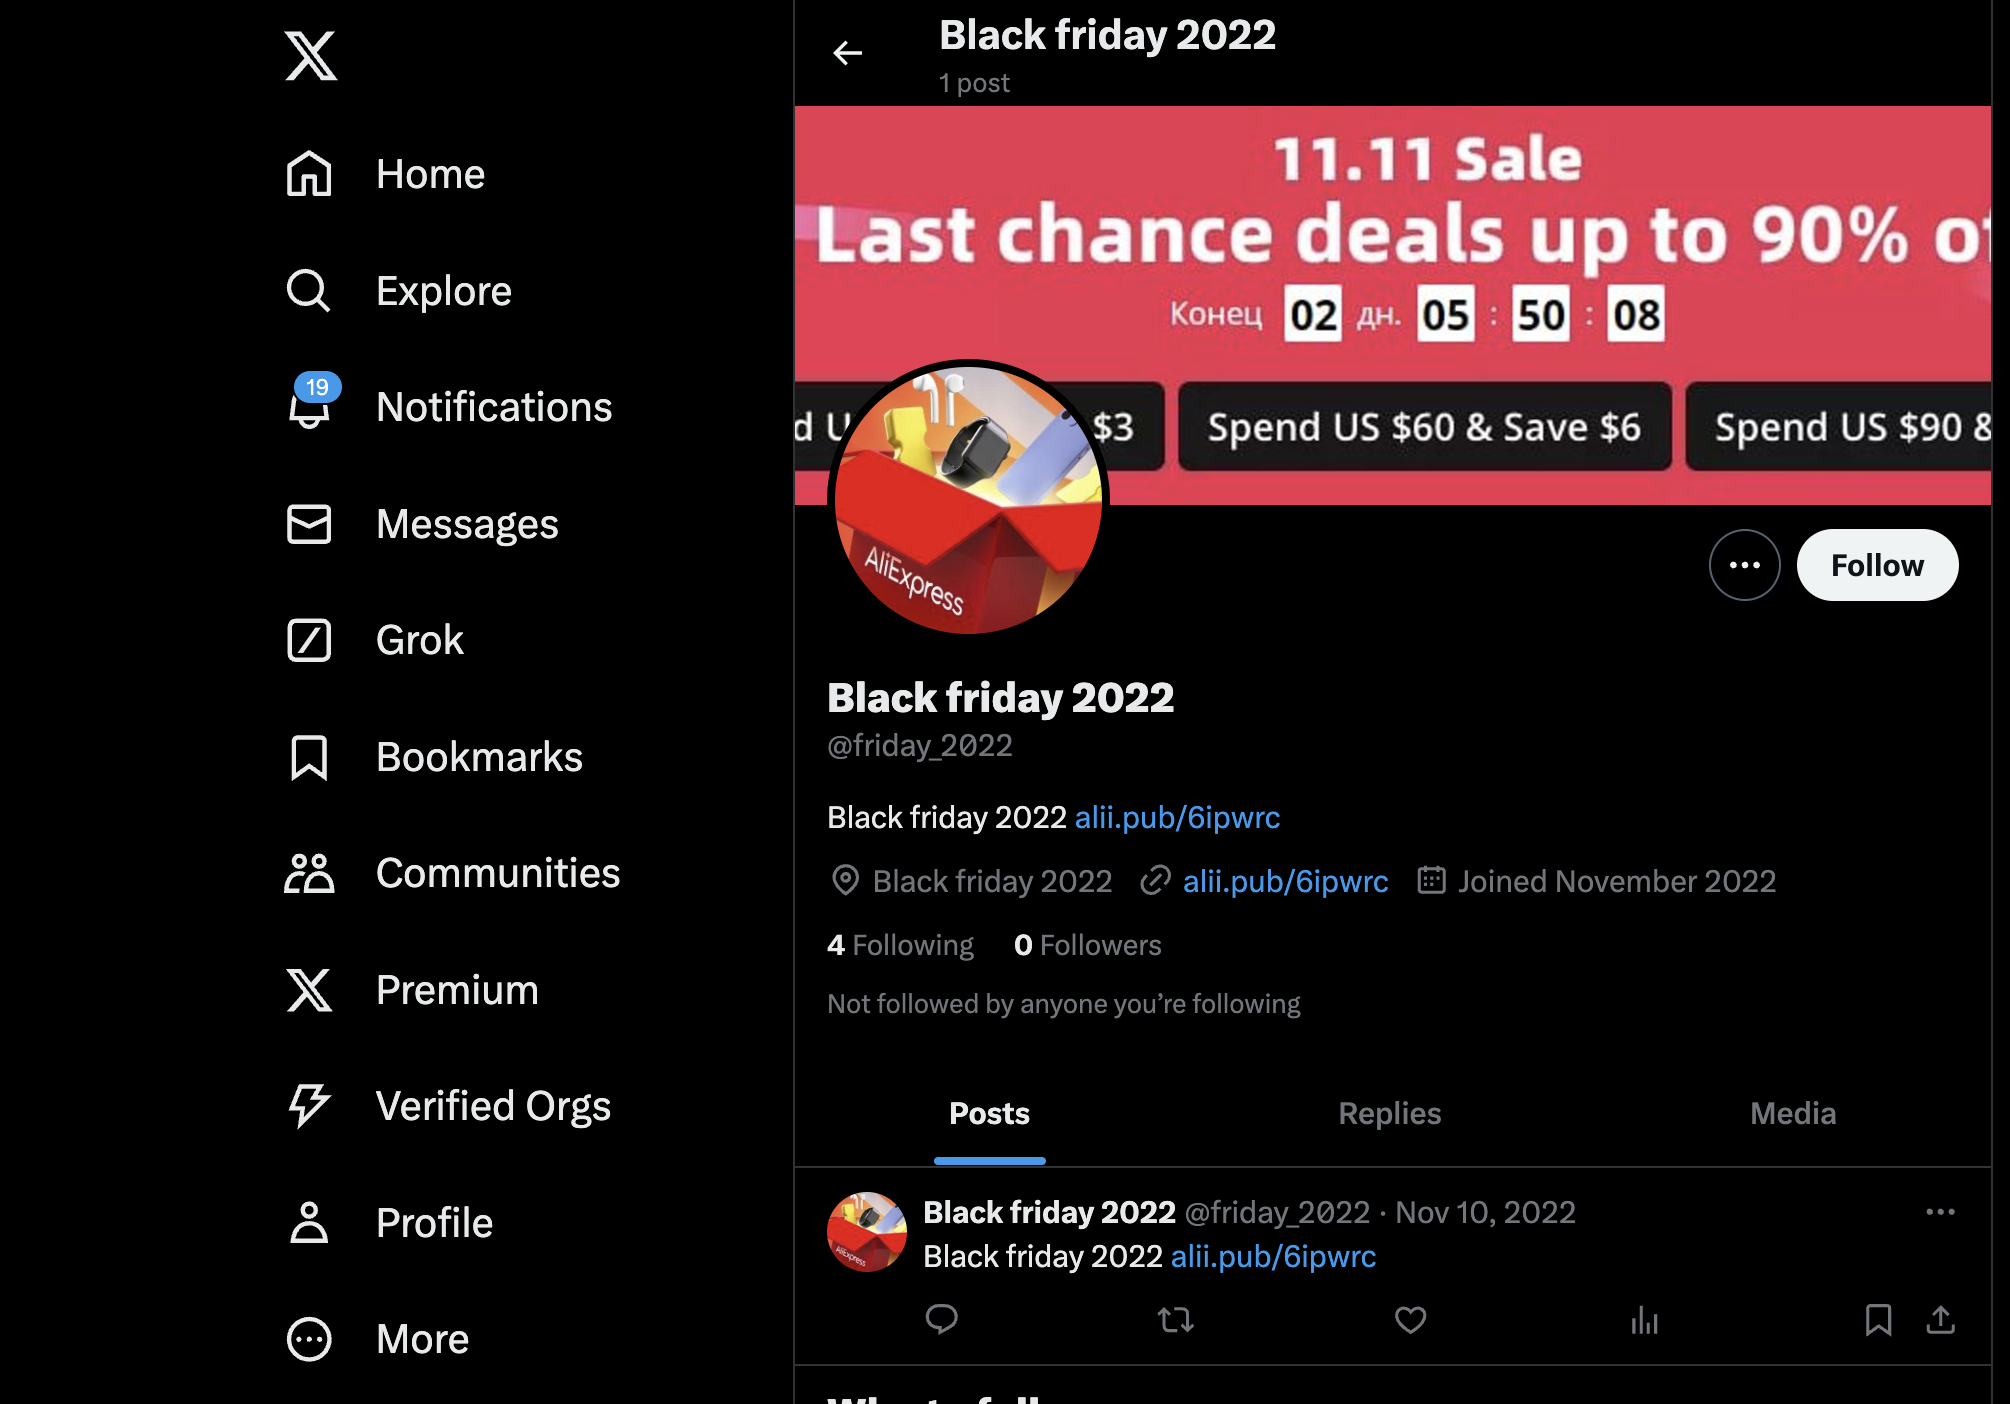 Home
Explore
19
Notifications
Messages
Grok
Bookmarks
Communities
Premium
Verified Orgs
Profile
More
Black friday 2022
1 post
11.11 Sale
Last chance deals up to 90%
Конец 02 дн. 05 : 50 : 08
$3
Spend US $60 & Save $6
Spend US $90 &
AliExpress
Follow
Black friday 2022
@friday_2022
Black friday 2022 alii.pub/6ipwrc
Black friday 2022 alii.pub/6ipwrc Joined November 2022
4 Following 0 Followers
Not followed by anyone you’re following
Posts Replies Media
Black friday 2022 @friday_2022 · Nov 10, 2022
Black friday 2022 alii.pub/6ipwrc
AliExpress